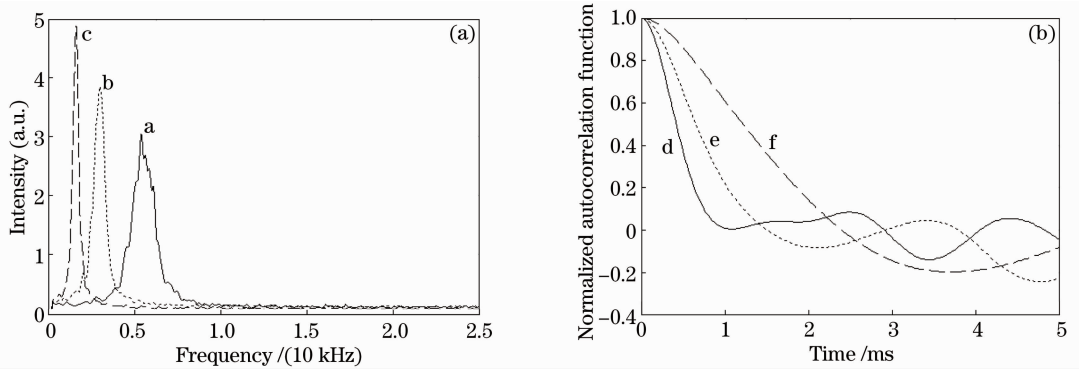 (a)
5
4
3
2
1
0
c
b
a
0
0.5
1.0
1.5
2.0
2.5
Intensity (a.u.)
Frequency /(10 kHz)
(b)
1.0
0.8
0.6
0.4
0.2
0
−0.2
−0.4
d
e
f
0
1
2
3
4
5
Normalized autocorrelation function
Time /ms